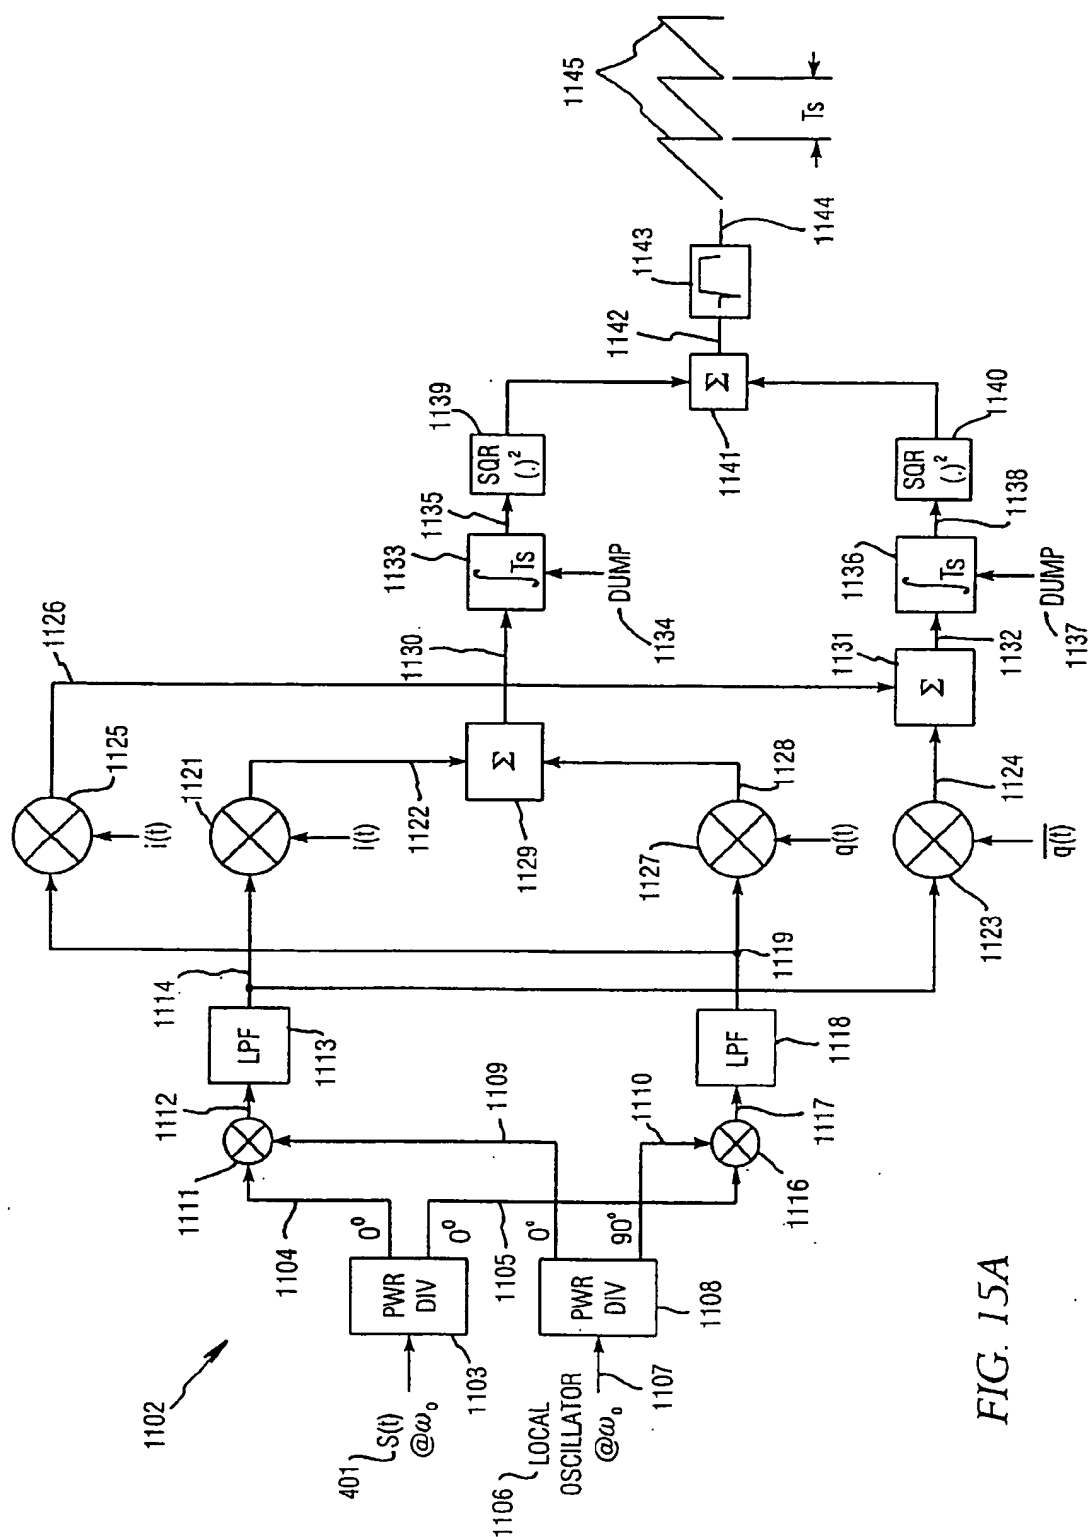 1102
401
S(t)
@ω₀
1103
PWR
DIV
0°
0°
1104
1105
1106
LOCAL
OSCILLATOR
@ω₀
1107
PWR
DIV
1108
0°
90°
1109
1110
1111
1112
LPF
1113
1114
1116
1117
LPF
1118
1119
1125
i(t)
1126
1121
i(t)
1122
Σ
1129
1127
q(t)
1128
1123
q̅(̅t̅)̅
1124
1130
1131
Σ
1132
1133
∫Ts
DUMP
1134
1135
1136
∫Ts
DUMP
1137
1138
1139
SQR
(.)²
SQR
(.)²
1140
Σ
1141
1142
1143
1144
1145
Ts
FIG. 15A